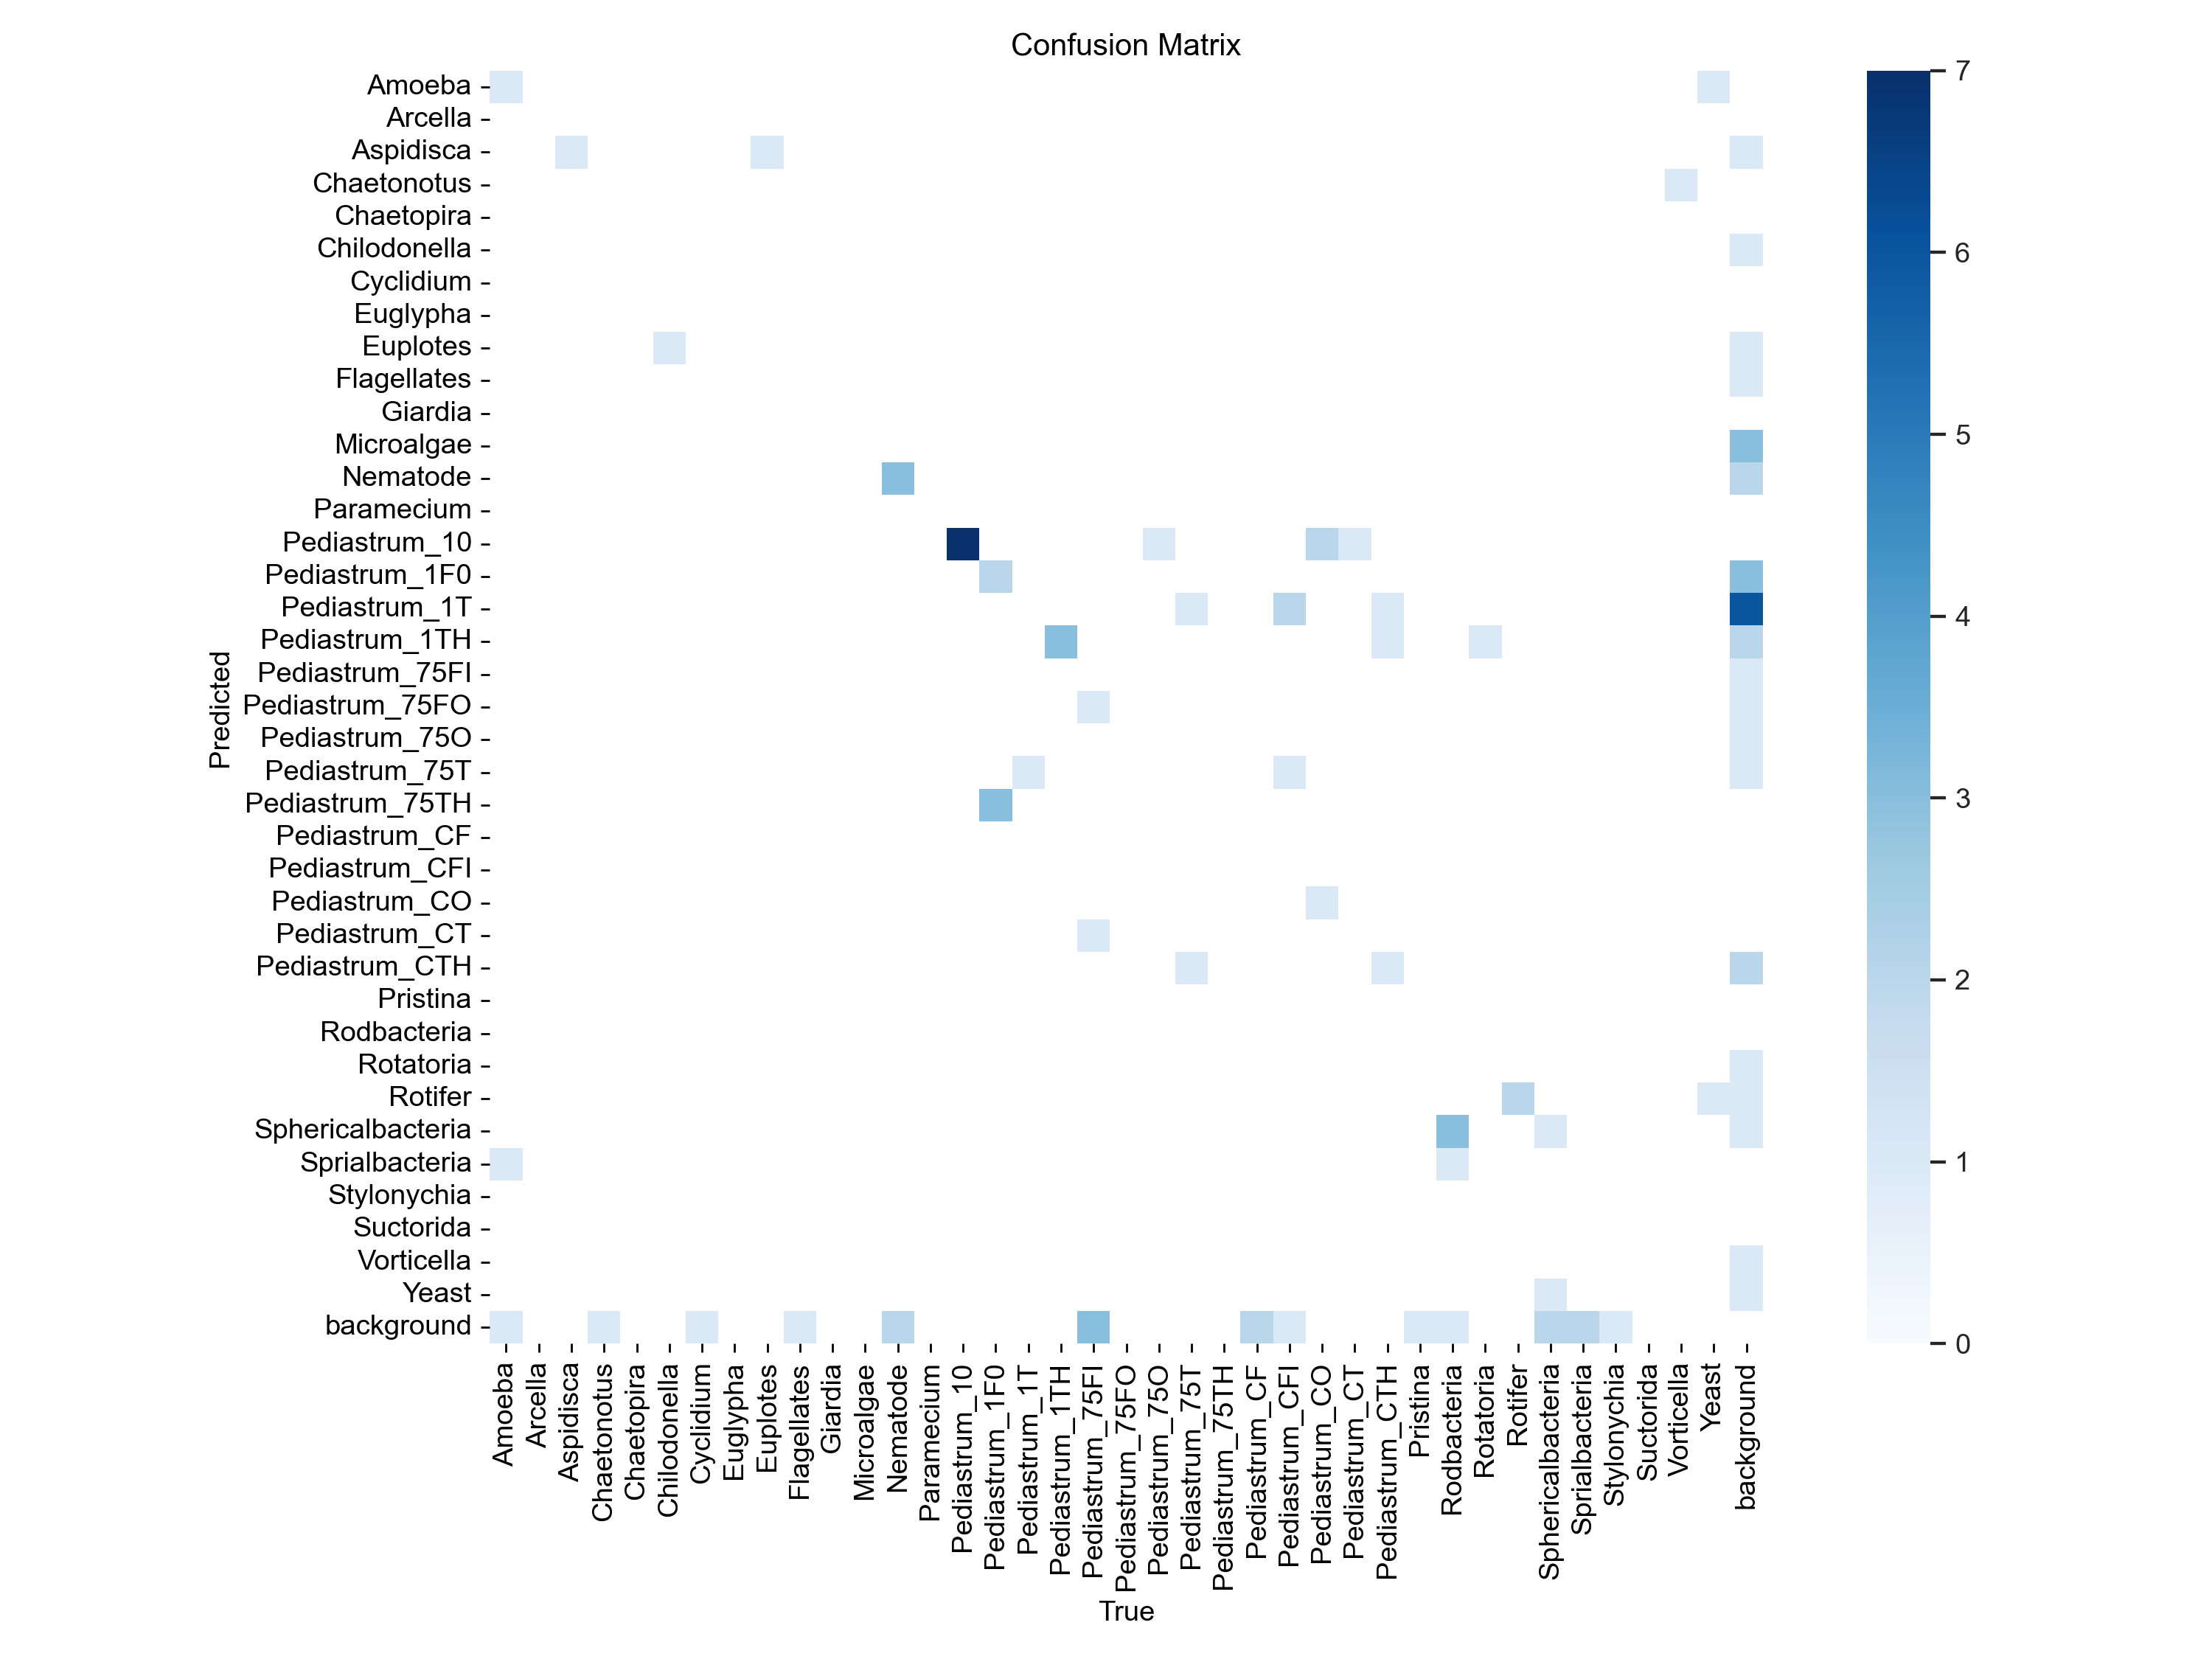 Confusion Matrix
Predicted
Amoeba
Arcella
Aspidisca
Chaetonotus
Chaetopira
Chilodonella
Cyclidium
Euglypha
Euplotes
Flagellates
Giardia
Microalgae
Nematode
Paramecium
Pediastrum_10
Pediastrum_1F0
Pediastrum_1T
Pediastrum_1TH
Pediastrum_75FI
Pediastrum_75FO
Pediastrum_75O
Pediastrum_75T
Pediastrum_75TH
Pediastrum_CF
Pediastrum_CFI
Pediastrum_CO
Pediastrum_CT
Pediastrum_CTH
Pristina
Rodbacteria
Rotatoria
Rotifer
Sphericalbacteria
Sprialbacteria
Stylonychia
Suctorida
Vorticella
Yeast
background
Amoeba
Arcella
Aspidisca
Chaetonotus
Chaetopira
Chilodonella
Cyclidium
Euglypha
Euplotes
Flagellates
Giardia
Microalgae
Nematode
Paramecium
Pediastrum_10
Pediastrum_1F0
Pediastrum_1T
Pediastrum_1TH
Pediastrum_75FI
Pediastrum_75FO
Pediastrum_75O
Pediastrum_75T
Pediastrum_75TH
Pediastrum_CF
Pediastrum_CFI
Pediastrum_CO
Pediastrum_CT
Pediastrum_CTH
Pristina
Rodbacteria
Rotatoria
Rotifer
Sphericalbacteria
Sprialbacteria
Stylonychia
Suctorida
Vorticella
Yeast
background
True
7
6
5
4
3
2
1
0